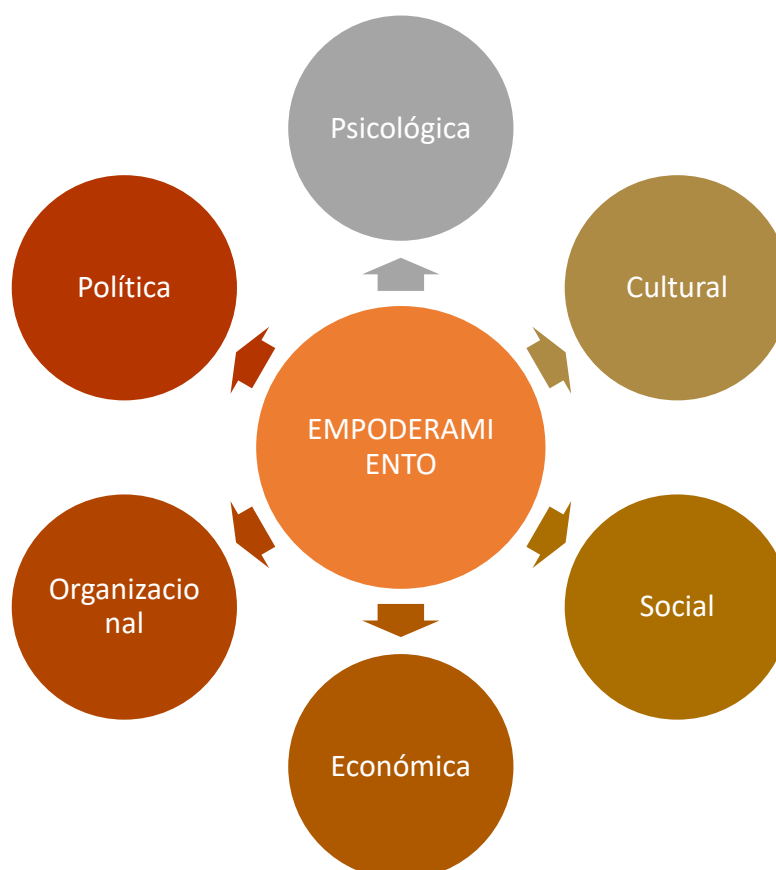 Psicológica
Política
Cultural
EMPODERAMI
ENTO
Organizacio
nal
Social
Económica